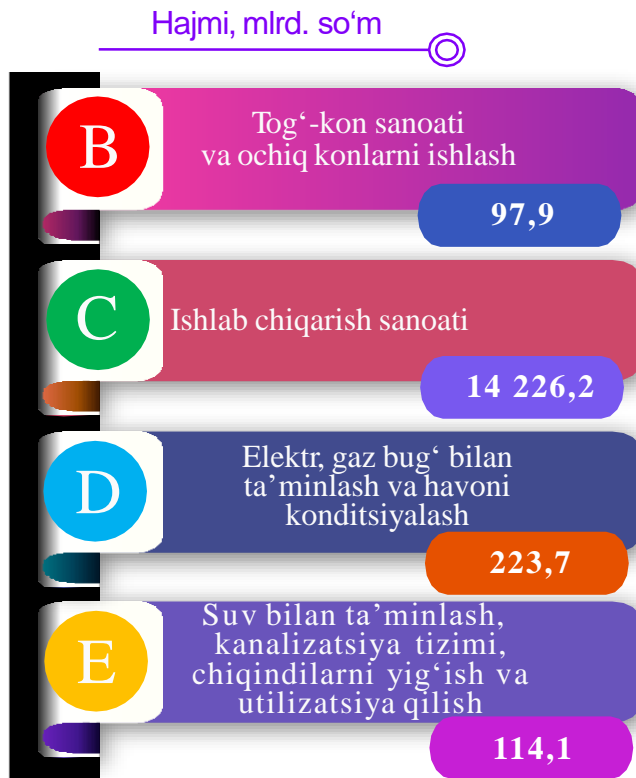 Hajmi, mlrd. so‘m
B
Tog‘-kon sanoati
va ochiq konlarni ishlash
97,9
C
Ishlab chiqarish sanoati
14 226,2
D
Elektr, gaz bug‘ bilan
ta’minlash va havoni
konditsiyalash
223,7
E
Suv bilan ta’minlash,
kanalizatsiya tizimi,
chiqindilarni yig‘ish va
utilizatsiya qilish
114,1